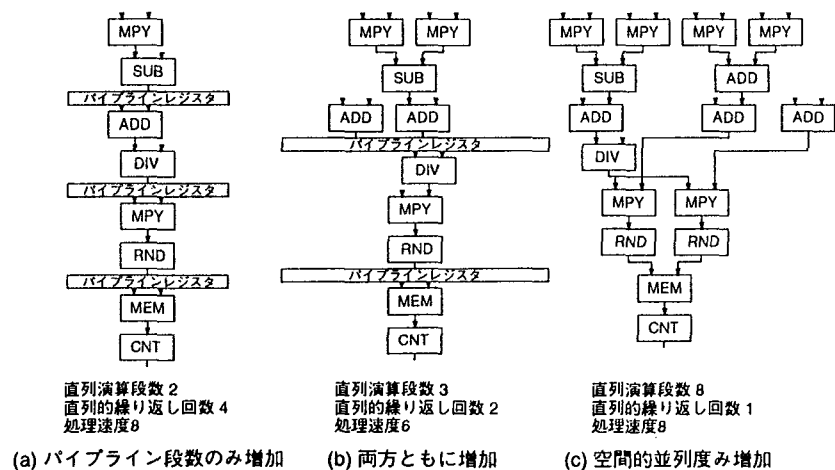 MPY
SUB
パイプラインレジスタ
ADD
DIV
パイプラインレジスタ
MPY
RND
パイプラインレジスタ
MEM
CNT
直列演算段数2
直列的繰り返し回数4
処理速度8
(a) パイプライン段数のみ増加
MPY MPY
SUB
ADD ADD
パイプラインレジスタ
DIV
MPY
RND
パイプラインレジスタ
MEM
CNT
直列演算段数3
直列的繰り返し回数2
処理速度6
(b) 両方ともに増加
MPY MPY MPY MPY
SUB ADD
ADD ADD ADD
DIV
MPY MPY
RND RND
MEM
CNT
直列演算段数8
直列的繰り返し回数1
処理速度8
(c) 空間的並列度み増加